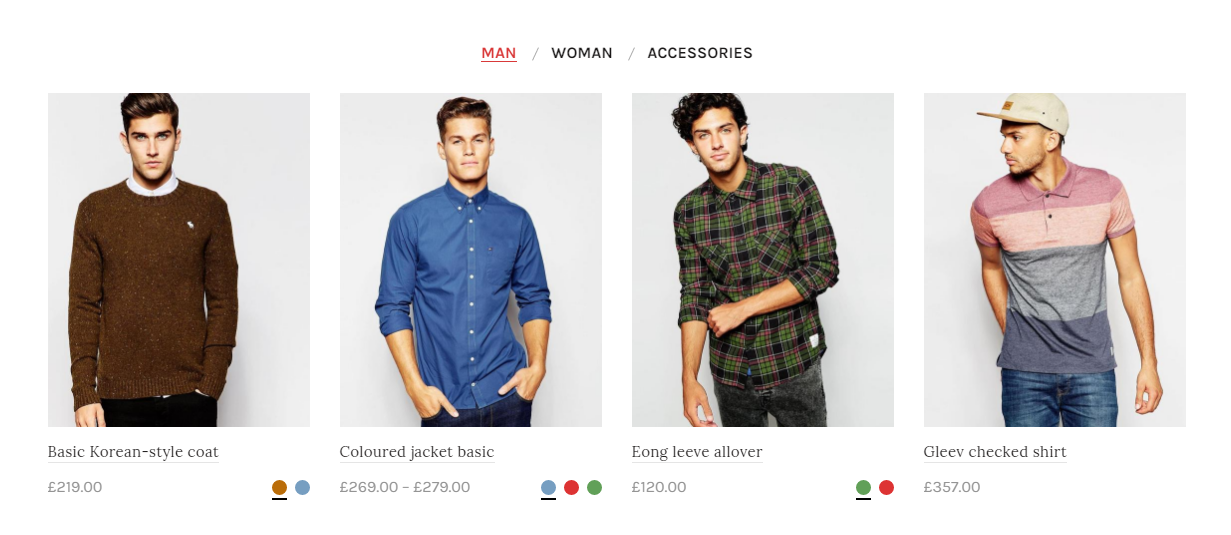 MAN / WOMAN / ACCESSORIES
Basic Korean-style coat
£219.00
Coloured jacket basic
£269.00 – £279.00
Eong leeve allover
£120.00
Gleev checked shirt
£357.00